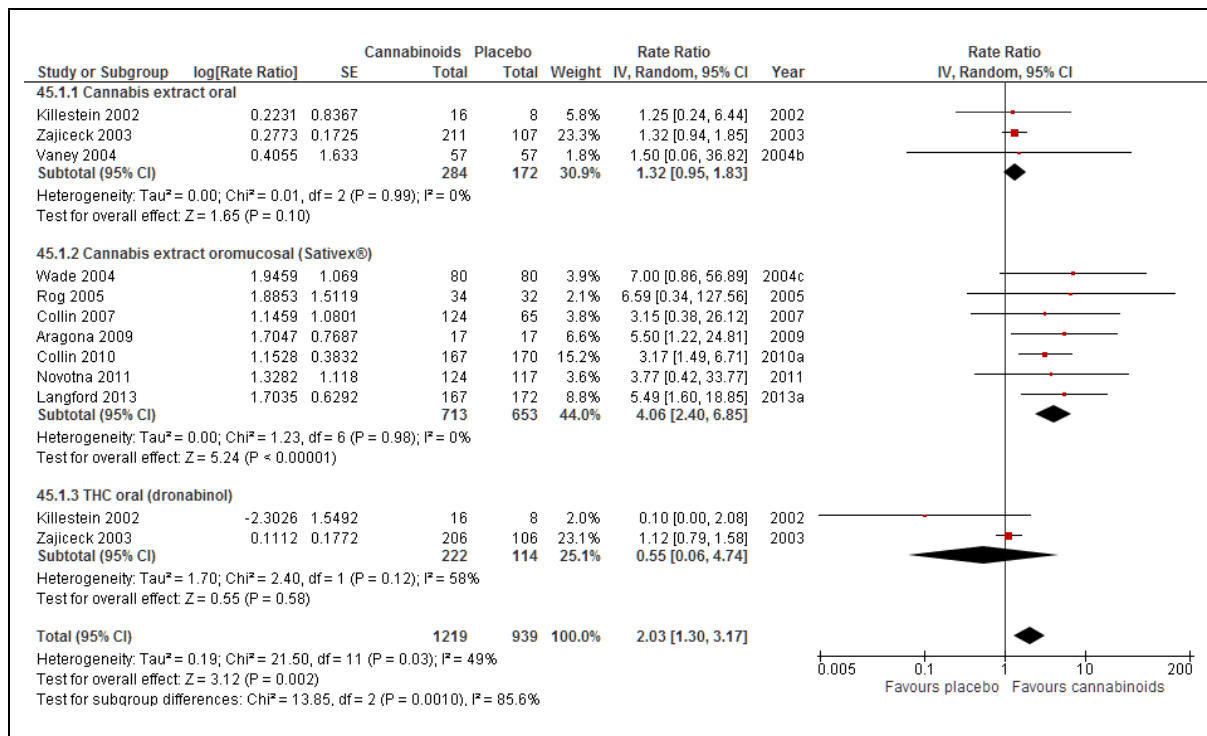 Cannabinoids Placebo Rate Ratio Rate Ratio
Study or Subgroup log[Rate Ratio] SE Total Total Weight IV, Random, 95% CI Year IV, Random, 95% CI
45.1.1 Cannabis extract oral
Killestein 2002 0.2231 0.8367 16 8 5.8% 1.25 [0.24, 6.44] 2002
Zajiceck 2003 0.2773 0.1725 211 107 23.3% 1.32 [0.94, 1.85] 2003
Vaney 2004 0.4055 1.633 57 57 1.8% 1.50 [0.06, 36.82] 2004b
Subtotal (95% CI) 284 172 30.9% 1.32 [0.95, 1.83]
Heterogeneity: Tau² = 0.00; Chi² = 0.01, df = 2 (P = 0.99); I² = 0%
Test for overall effect: Z = 1.65 (P = 0.10)
45.1.2 Cannabis extract oromucosal (Sativex®)
Wade 2004 1.9459 1.069 80 80 3.9% 7.00 [0.86, 56.89] 2004c
Rog 2005 1.8853 1.5119 34 32 2.1% 6.59 [0.34, 127.56] 2005
Collin 2007 1.1459 1.0801 124 65 3.8% 3.15 [0.38, 26.12] 2007
Aragona 2009 1.7047 0.7687 17 17 6.6% 5.50 [1.22, 24.81] 2009
Collin 2010 1.1528 0.3832 167 170 15.2% 3.17 [1.49, 6.71] 2010a
Novotna 2011 1.3282 1.118 124 117 3.6% 3.77 [0.42, 33.77] 2011
Langford 2013 1.7035 0.6292 167 172 8.8% 5.49 [1.60, 18.85] 2013a
Subtotal (95% CI) 713 653 44.0% 4.06 [2.40, 6.85]
Heterogeneity: Tau² = 0.00; Chi² = 1.23, df = 6 (P = 0.98); I² = 0%
Test for overall effect: Z = 5.24 (P < 0.00001)
45.1.3 THC oral (dronabinol)
Killestein 2002 -2.3026 1.5492 16 8 2.0% 0.10 [0.00, 2.08] 2002
Zajiceck 2003 0.1112 0.1772 206 106 23.1% 1.12 [0.79, 1.58] 2003
Subtotal (95% CI) 222 114 25.1% 0.55 [0.06, 4.74]
Heterogeneity: Tau² = 1.70; Chi² = 2.40, df = 1 (P = 0.12); I² = 58%
Test for overall effect: Z = 0.55 (P = 0.58)
Total (95% CI) 1219 939 100.0% 2.03 [1.30, 3.17]
Heterogeneity: Tau² = 0.19; Chi² = 21.50, df = 11 (P = 0.03); I² = 49%
Test for overall effect: Z = 3.12 (P = 0.002)
Test for subgroup differences: Chi² = 13.85, df = 2 (P = 0.0010), I² = 85.6%
0.005 0.1 1 10 200
Favours placebo Favours cannabinoids